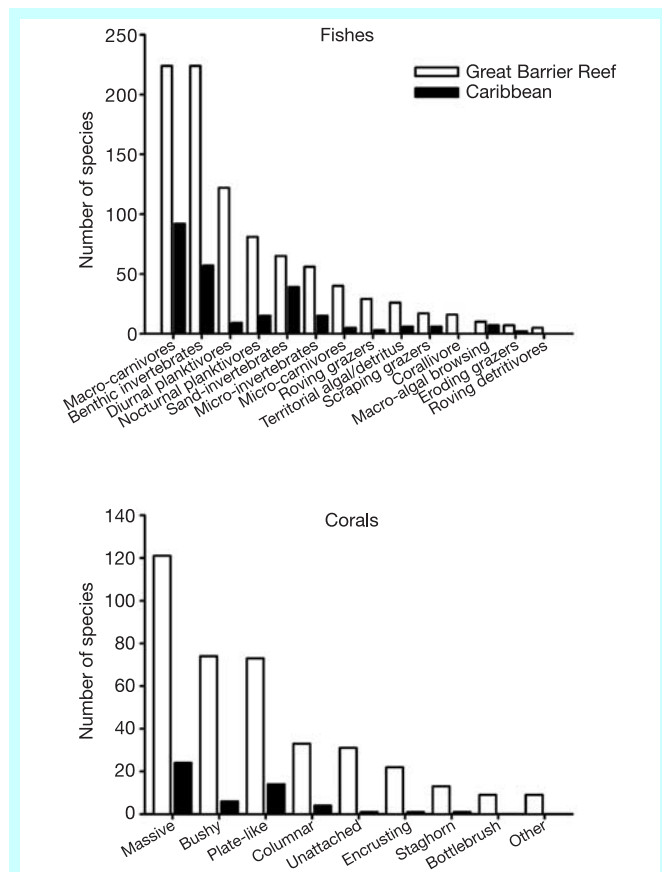 Fishes
250
200
150
100
50
0
Number of species
Great Barrier Reef
Caribbean
Macro-carnivores
Benthic invertebrates
Diurnal planktivores
Nocturnal planktivores
Sand-invertebrates
Micro-invertebrates
Micro-carnivores
Roving grazers
Territorial algal/detritus
Scraping grazers
Corallivore
Macro-algal browsing
Eroding grazers
Roving detritivores
Corals
140
120
100
80
60
40
20
0
Number of species
Massive
Bushy
Plate-like
Columnar
Unattached
Encrusting
Staghorn
Bottlebrush
Other